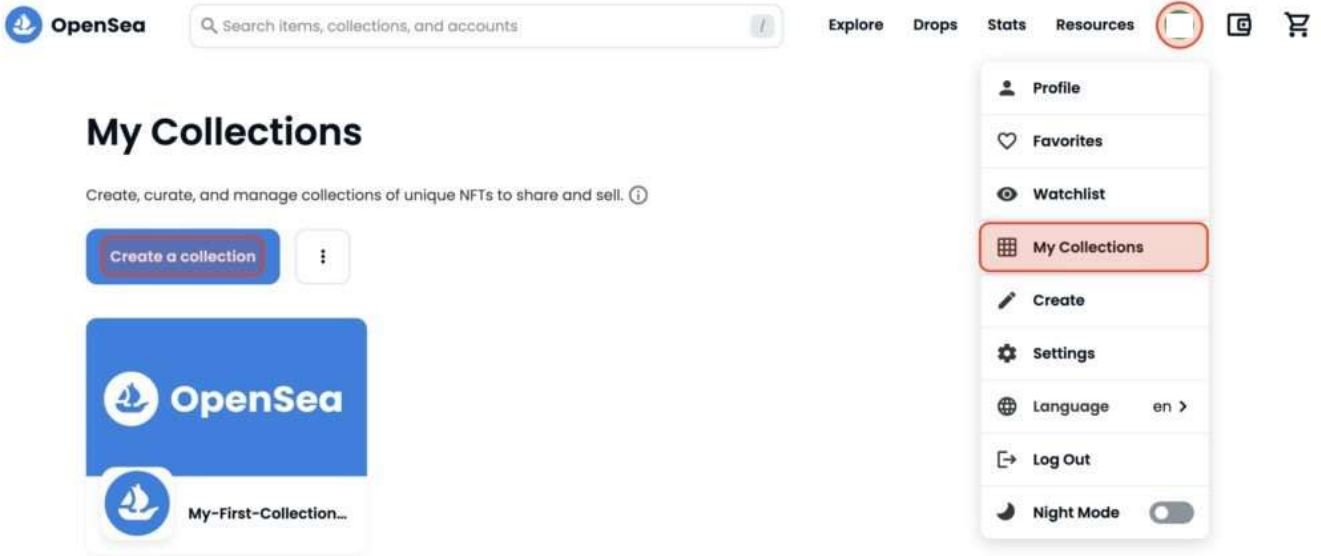 OpenSea
Search items, collections, and accounts
/
Explore
Drops
Stats
Resources
My Collections
Create, curate, and manage collections of unique NFTs to share and sell.
Create a collection
OpenSea
My-First-Collection...
Profile
Favorites
Watchlist
My Collections
Create
Settings
Language en
Log Out
Night Mode